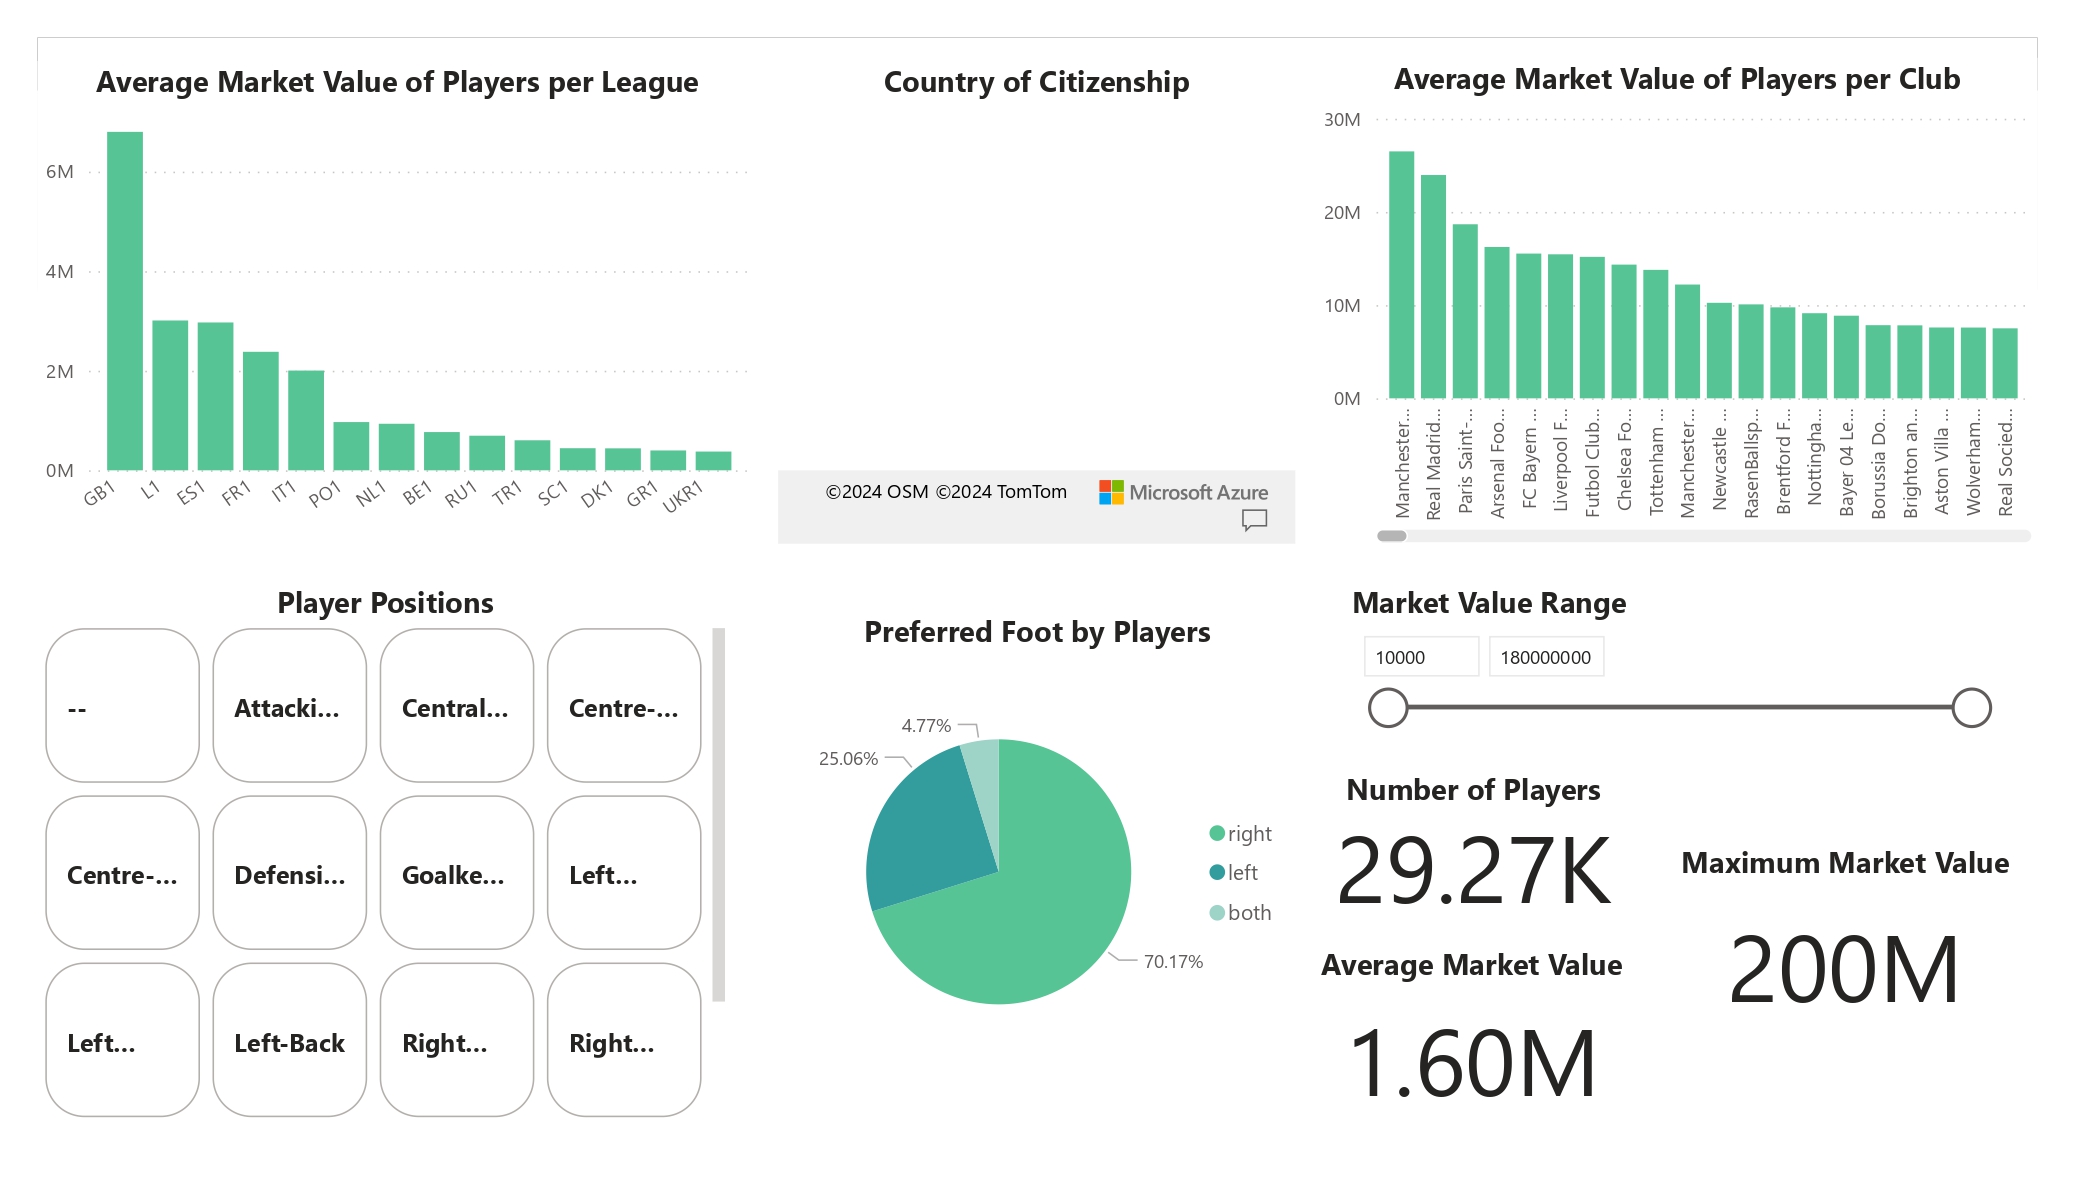 Average Market Value of Players per League
6M
4M
2M
0M
GB1
L1
ES1
FR1
IT1
PO1
NL1
BE1
RU1
TR1
SC1
DK1
GR1
UKR1
Country of Citizenship
©2024 OSM ©2024 TomTom
Microsoft Azure
Average Market Value of Players per Club
30M
20M
10M
0M
Manchester...
Real Madrid...
Paris Saint-...
Arsenal Foo...
FC Bayern ...
Liverpool F...
Futbol Club...
Chelsea Fo...
Tottenham ...
Manchester...
Newcastle ...
RasenBallsp...
Brentford F...
Nottingha...
Bayer 04 Le...
Borussia Do...
Brighton an...
Aston Villa ...
Wolverham...
Real Socied...
Player Positions
--
Attacki...
Central...
Centre-...
Centre-...
Defensi...
Goalke...
Left...
Left...
Left-Back
Right...
Right...
Preferred Foot by Players
4.77%
25.06%
70.17%
right
left
both
Market Value Range
10000
180000000
Number of Players
29.27K
Maximum Market Value
200M
Average Market Value
1.60M